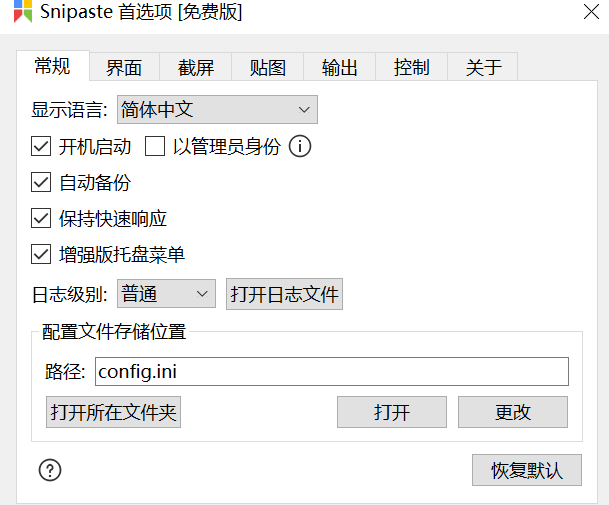 Snipaste 首选项 [免费版]
常规 界面 截屏 贴图 输出 控制 关于
显示语言: 简体中文
开机启动 以管理员身份
自动备份
保持快速响应
增强版托盘菜单
日志级别: 普通 打开日志文件
配置文件存储位置
路径: config.ini
打开所在文件夹 打开 更改
恢复默认